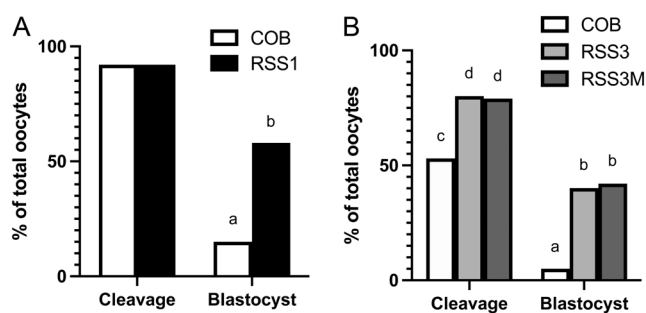 A
COB
RSS1
100
50
0
% of total oocytes
a
b
Cleavage
Blastocyst
B
COB
RSS3
RSS3M
100
50
0
% of total oocytes
c
d
d
a
b
b
Cleavage
Blastocyst